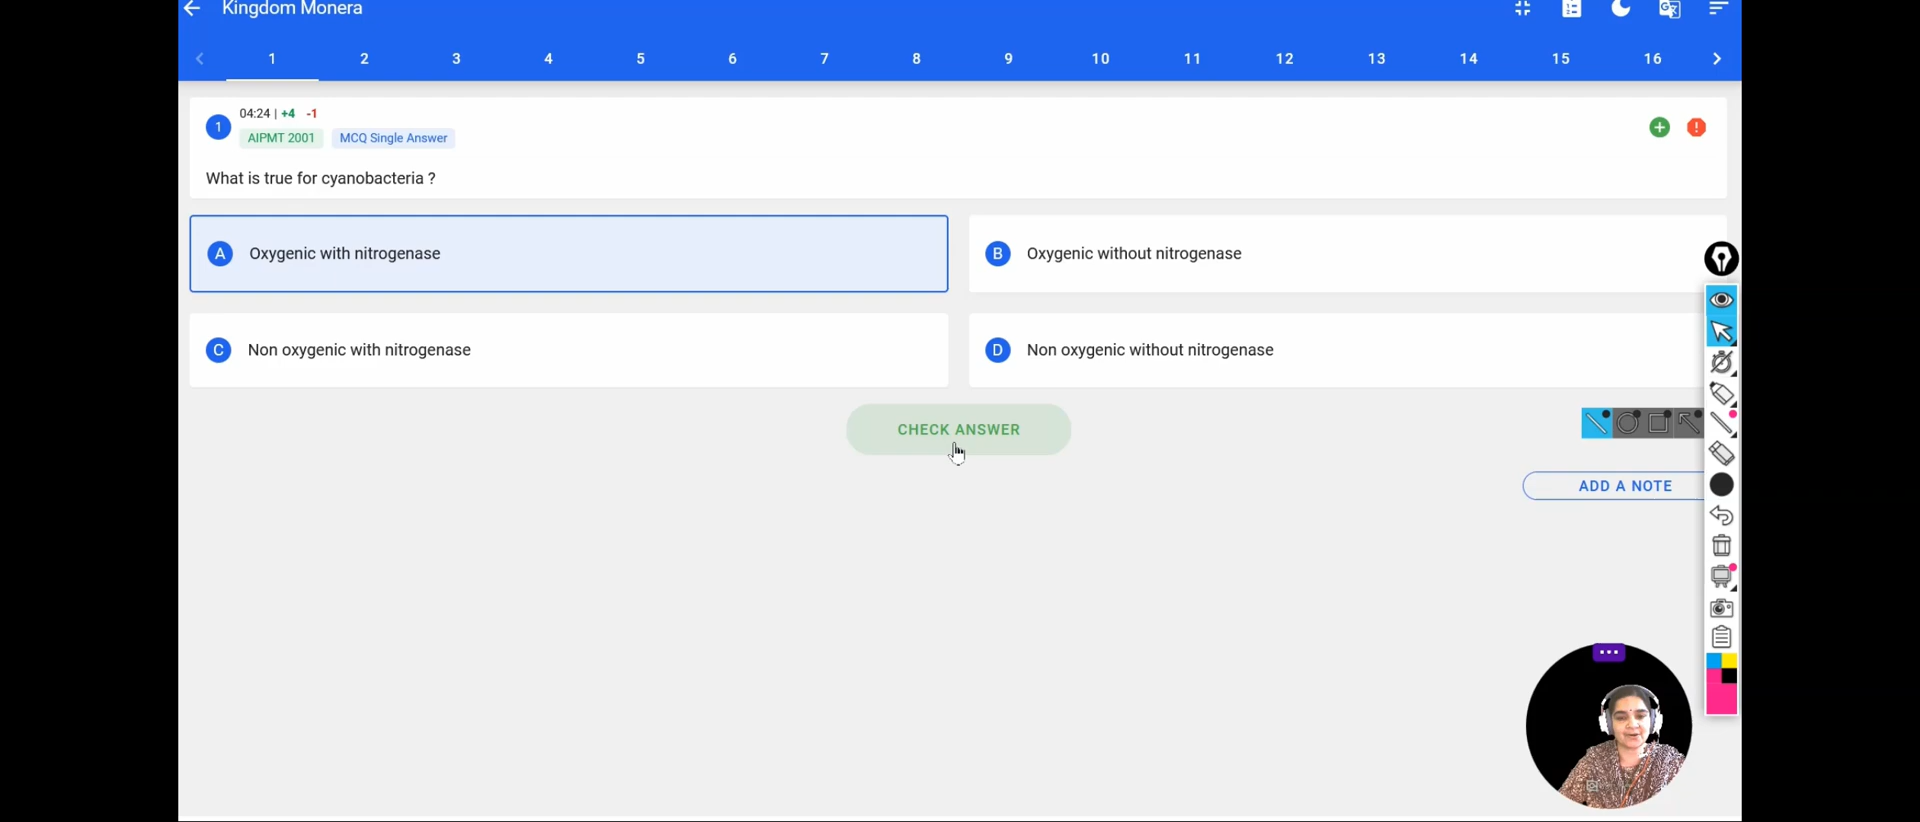 Kingdom Monera
1 2 3 4 5 6 7 8 9 10 11 12 13 14 15 16
1 04:24 | +4 -1
AIPMT 2001 MCQ Single Answer
What is true for cyanobacteria ?
A Oxygenic with nitrogenase
B Oxygenic without nitrogenase
C Non oxygenic with nitrogenase
D Non oxygenic without nitrogenase
CHECK ANSWER
ADD A NOTE